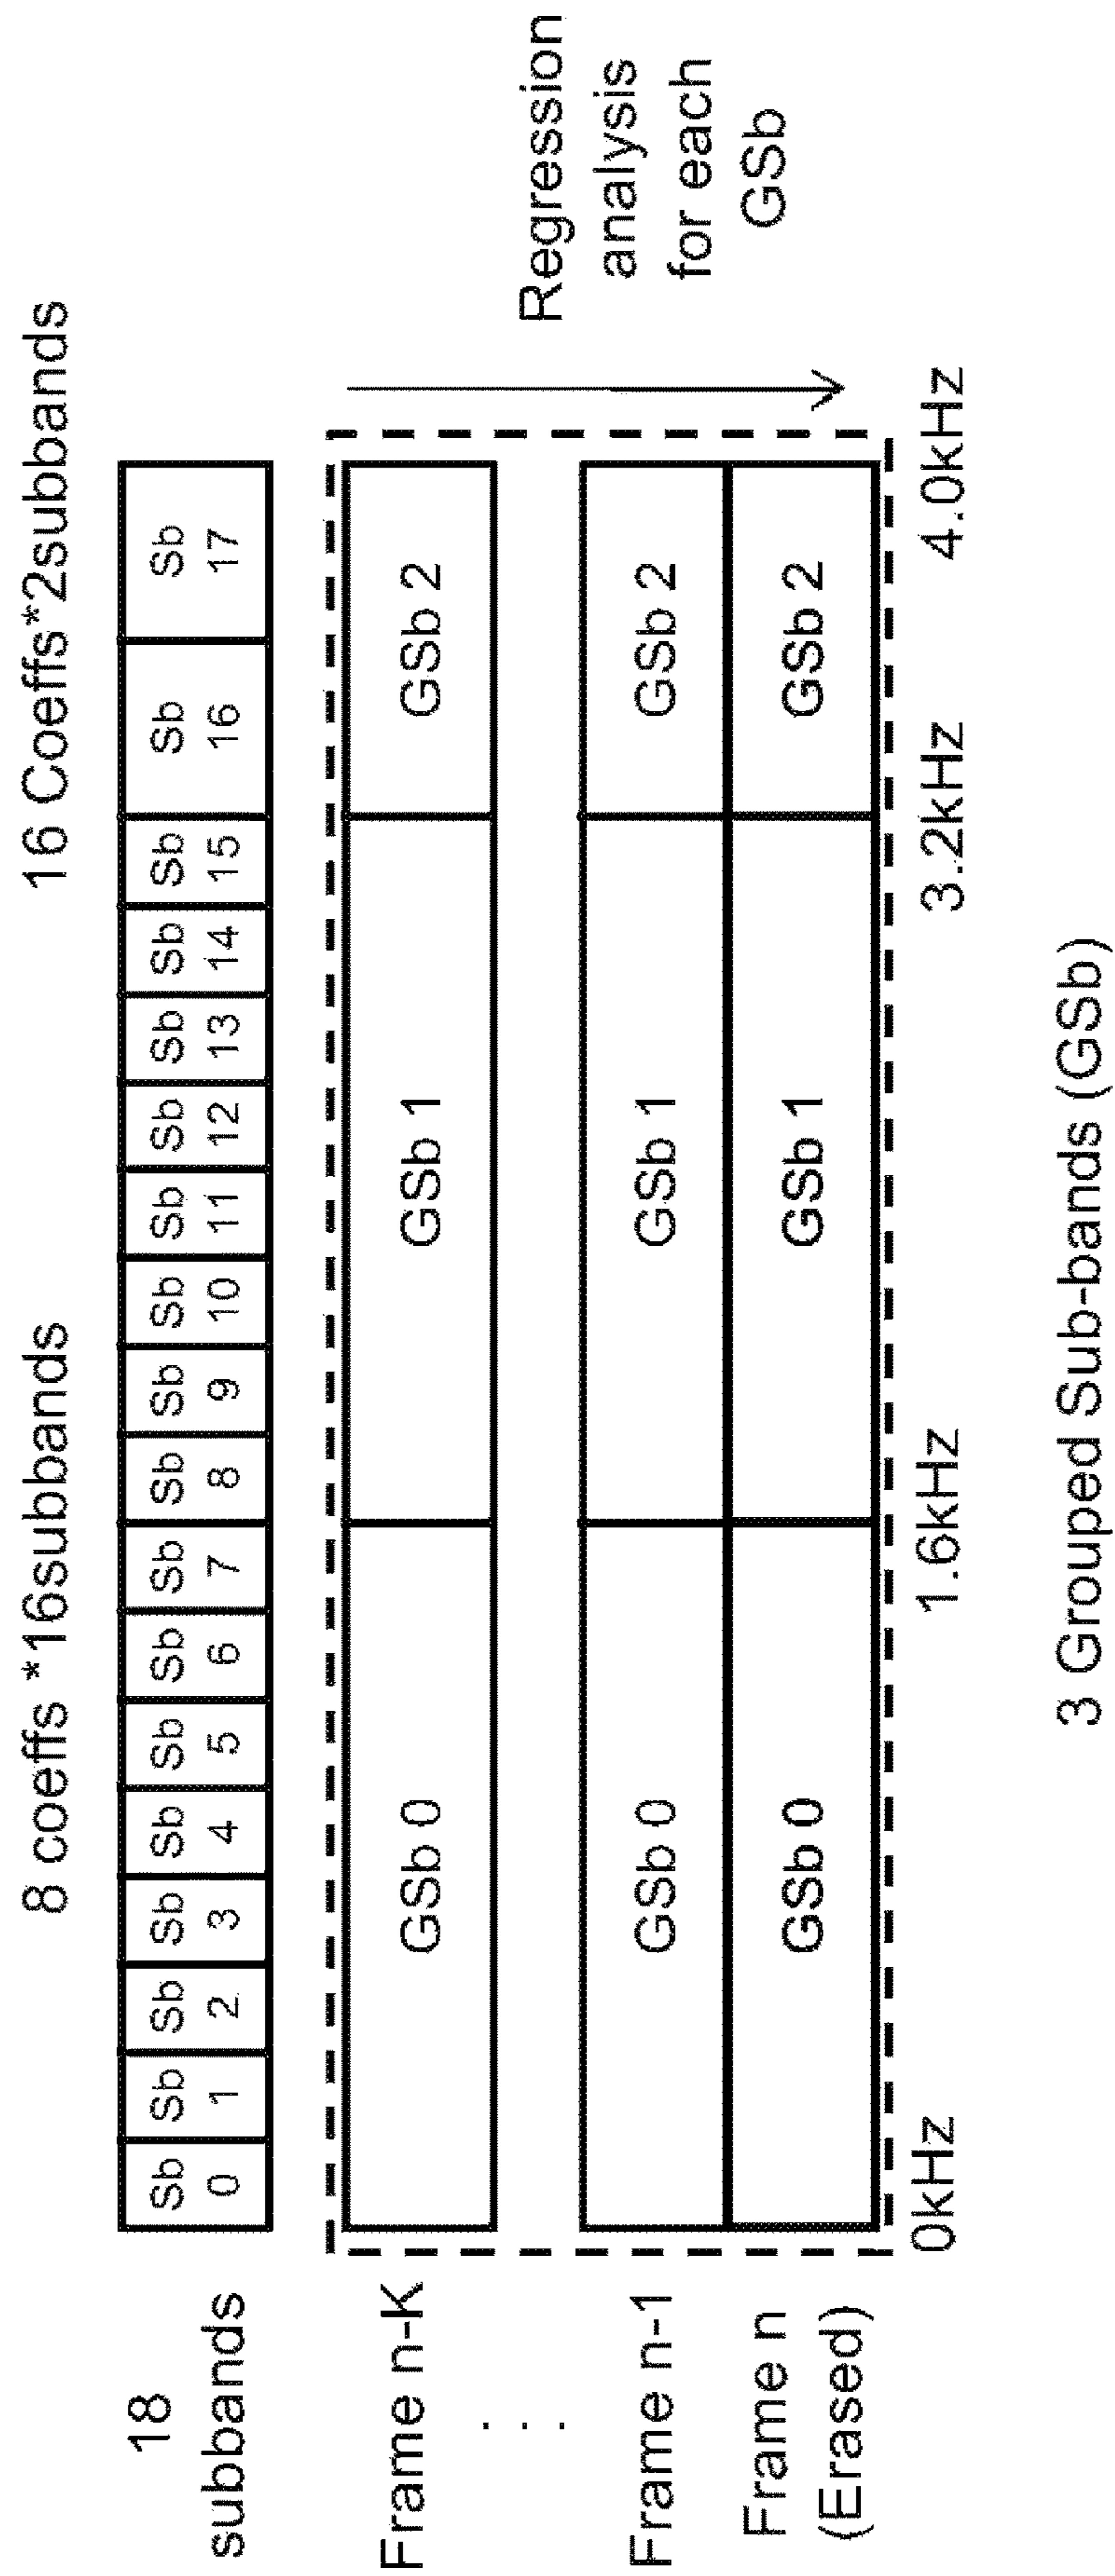 8 coeffs *16subbands
16 Coeffs*2subbands
18
subbands
Sb 0
Sb 1
Sb 2
Sb 3
Sb 4
Sb 5
Sb 6
Sb 7
Sb 8
Sb 9
Sb 10
Sb 11
Sb 12
Sb 13
Sb 14
Sb 15
Sb 16
Sb 17
Frame n-K
GSb 0
GSb 1
GSb 2
. . .
Frame n-1
GSb 0
GSb 1
GSb 2
Frame n
(Erased)
GSb 0
GSb 1
GSb 2
Regression
analysis
for each
GSb
0kHz
1.6kHz
3.2kHz
4.0kHz
3 Grouped Sub-bands (GSb)